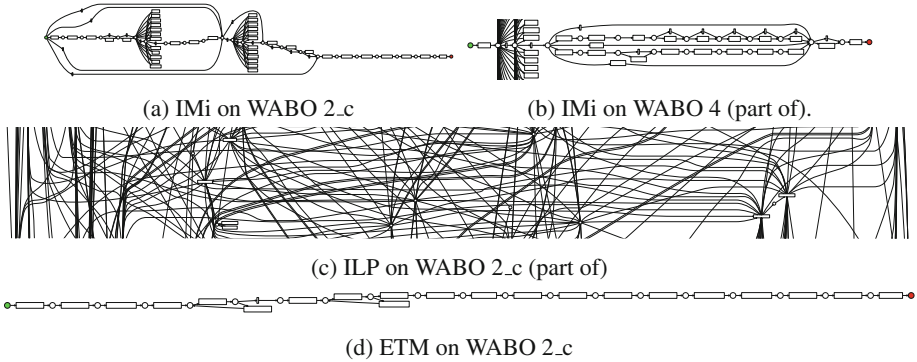 (a) IMi on WABO 2_c
(b) IMi on WABO 4 (part of).
(c) ILP on WABO 2_c (part of)
(d) ETM on WABO 2_c